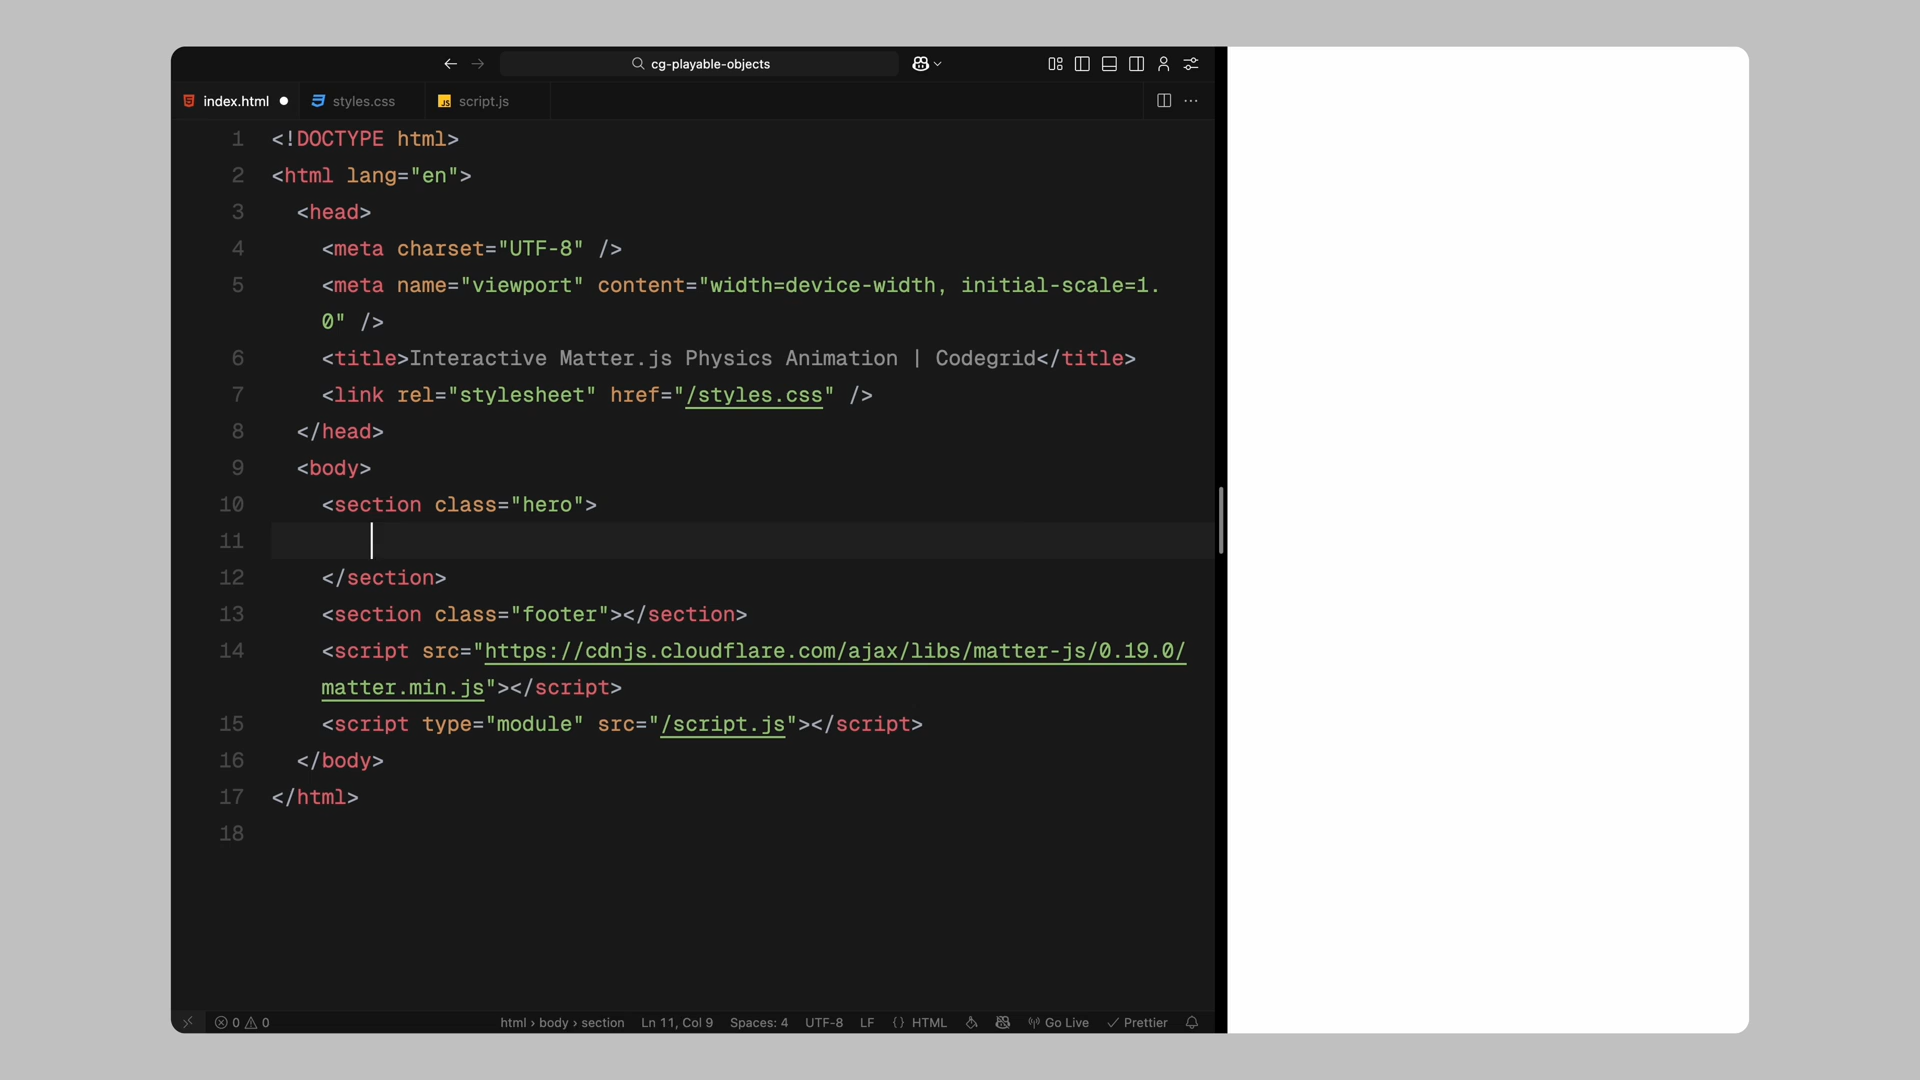 cg-playable-objects
index.html
styles.css
JS script.js
1 <!DOCTYPE html>
2 <html lang="en">
3 <head>
4 <meta charset="UTF-8" />
5 <meta name="viewport" content="width=device-width, initial-scale=1.
0" />
6 <title>Interactive Matter.js Physics Animation | Codegrid</title>
7 <link rel="stylesheet" href="/styles.css" />
8 </head>
9 <body>
10 <section class="hero">
11
12 </section>
13 <section class="footer"></section>
14 <script src="https://cdnjs.cloudflare.com/ajax/libs/matter-js/0.19.0/
matter.min.js"></script>
15 <script type="module" src="/script.js"></script>
16 </body>
17 </html>
18
0 0 html › body › section Ln 11, Col 9 Spaces: 4 UTF-8 LF {} HTML Go Live Prettier